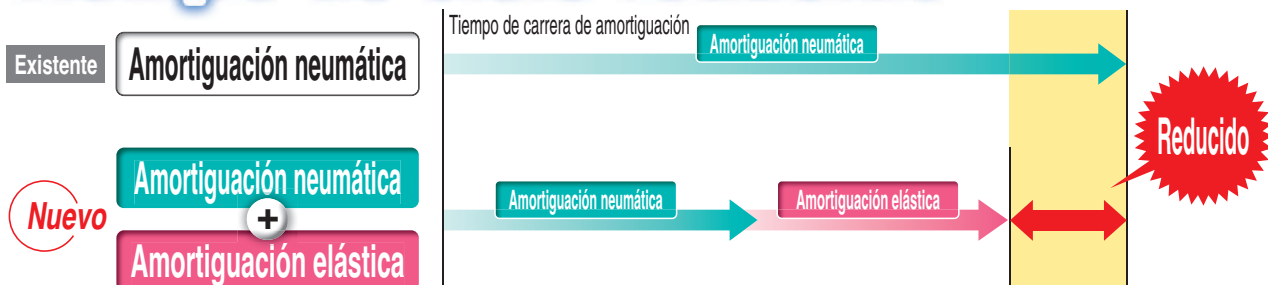 Tiempo de carrera de amortiguación
Existente
Amortiguación neumática
Amortiguación neumática
Reducido
Nuevo
Amortiguación neumática
+
Amortiguación elástica
Amortiguación neumática
Amortiguación elástica